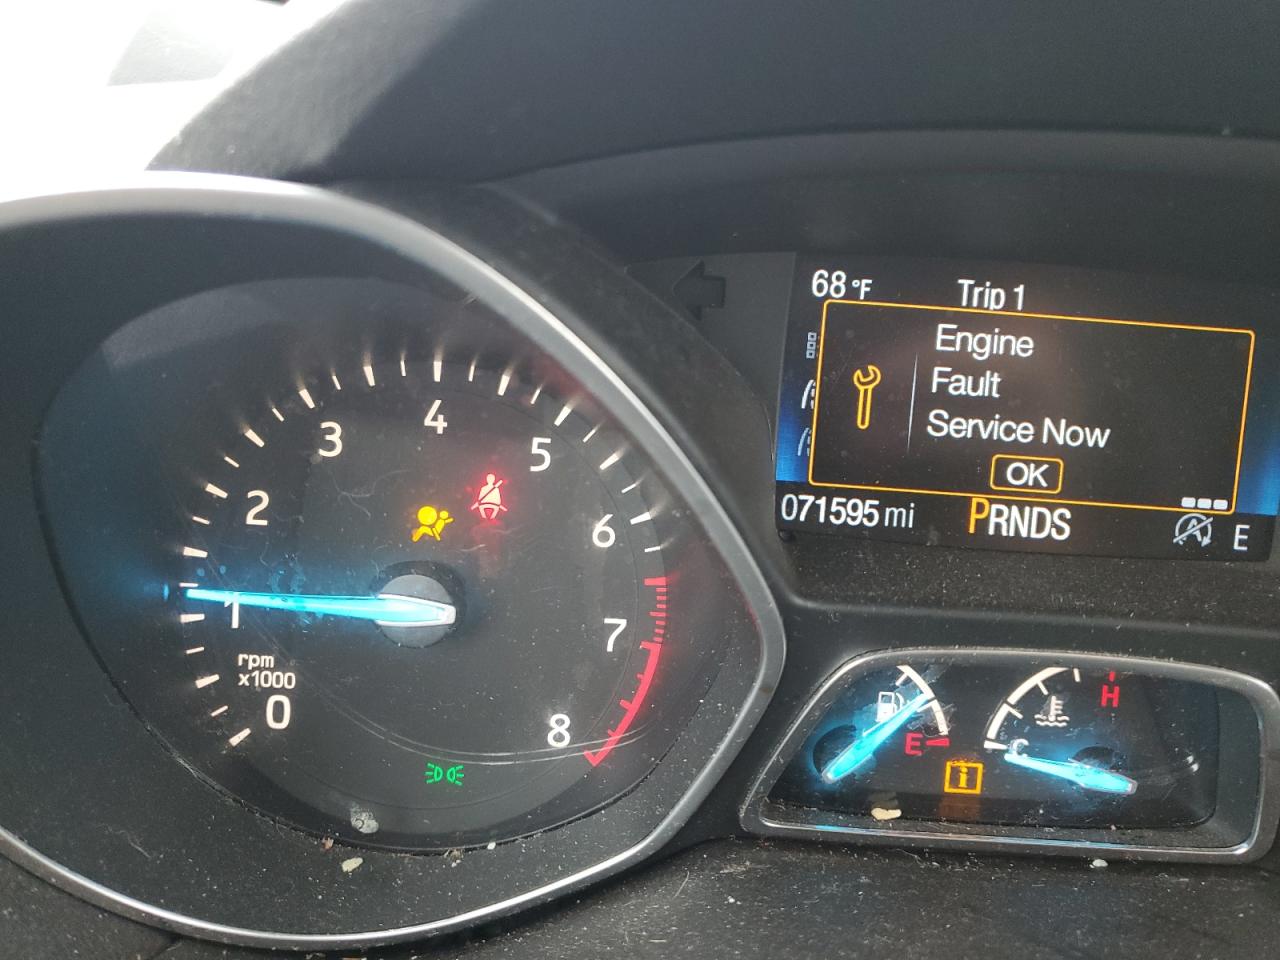 4
3
5
2
6
1
7
rpm
x1000
0
8
68 °F Trip 1
Engine
Fault
Service Now
OK
071595 mi PRNDS E
E
i
C
H